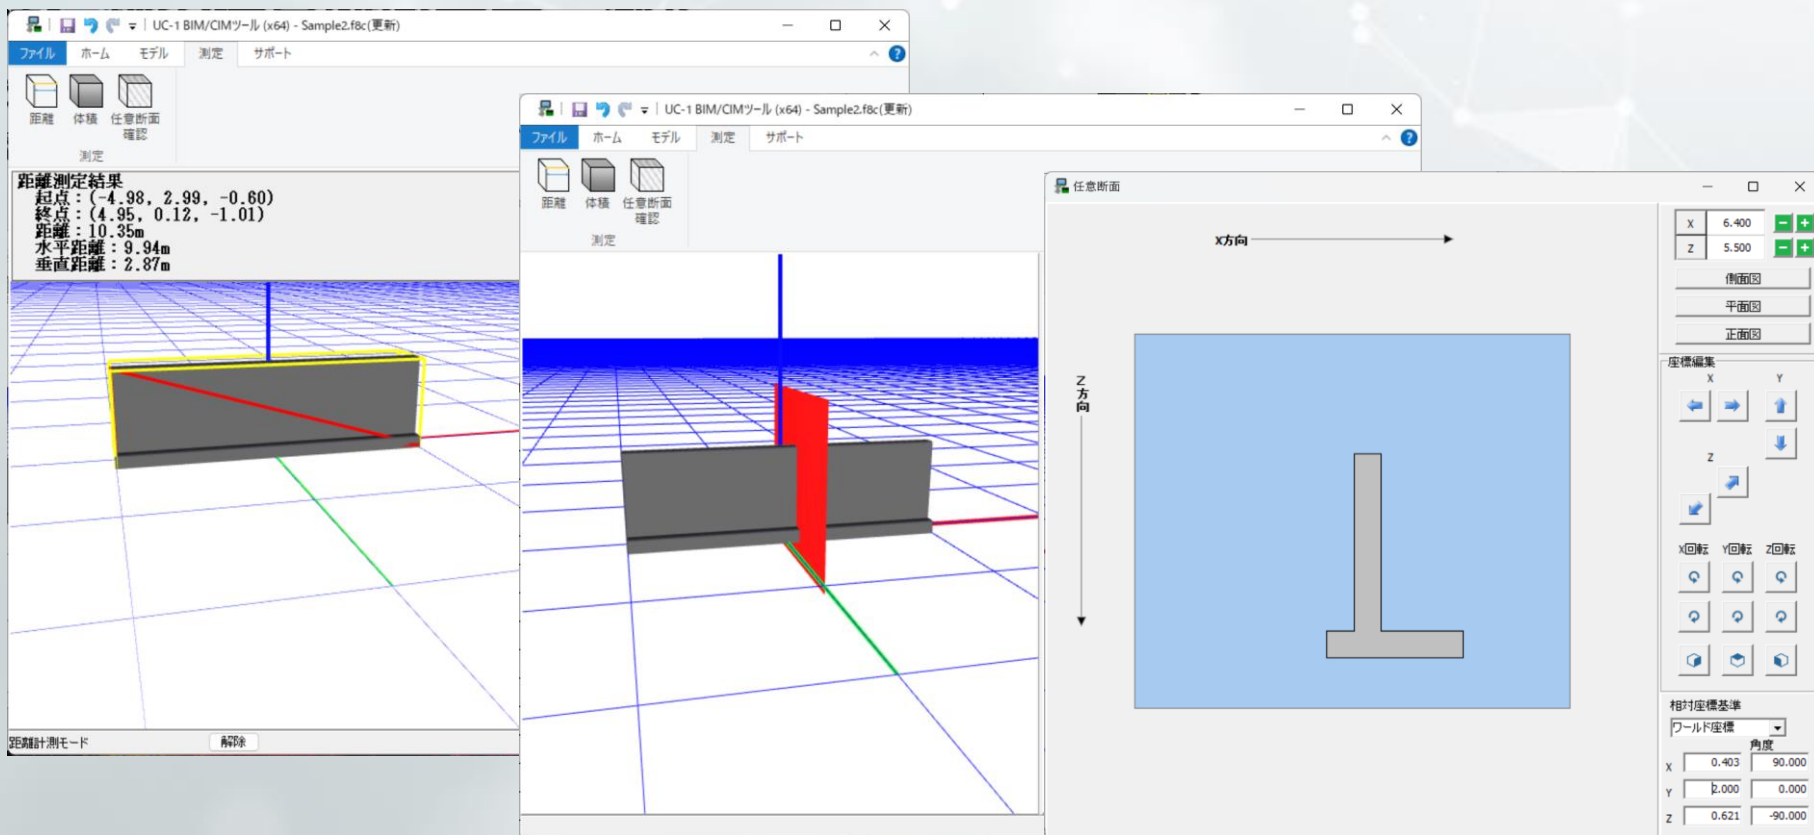 UC-1 BIM/CIMツール (x64) - Sample2.f8c(更新)
ファイル ホーム モデル 測定 サポート
距離 体積 任意断面
確認
測定
距離測定結果
起点：(-4.98, 2.99, -0.60)
終点：(4.95, 0.12, -1.01)
距離：10.35m
水平距離：9.94m
垂直距離：2.87m
距離計測モード 解除
UC-1 BIM/CIMツール (x64) - Sample2.f8c(更新)
ファイル ホーム モデル 測定 サポート
距離 体積 任意断面
確認
測定
任意断面
X方向
Z方向
X 6.400
Z 5.500
側面図
平面図
正面図
座標編集
X Y
Z
X回転 Y回転 Z回転
相対座標基準
ワールド座標
角度
X 0.403 90.000
Y 2.000 0.000
Z 0.621 -90.000